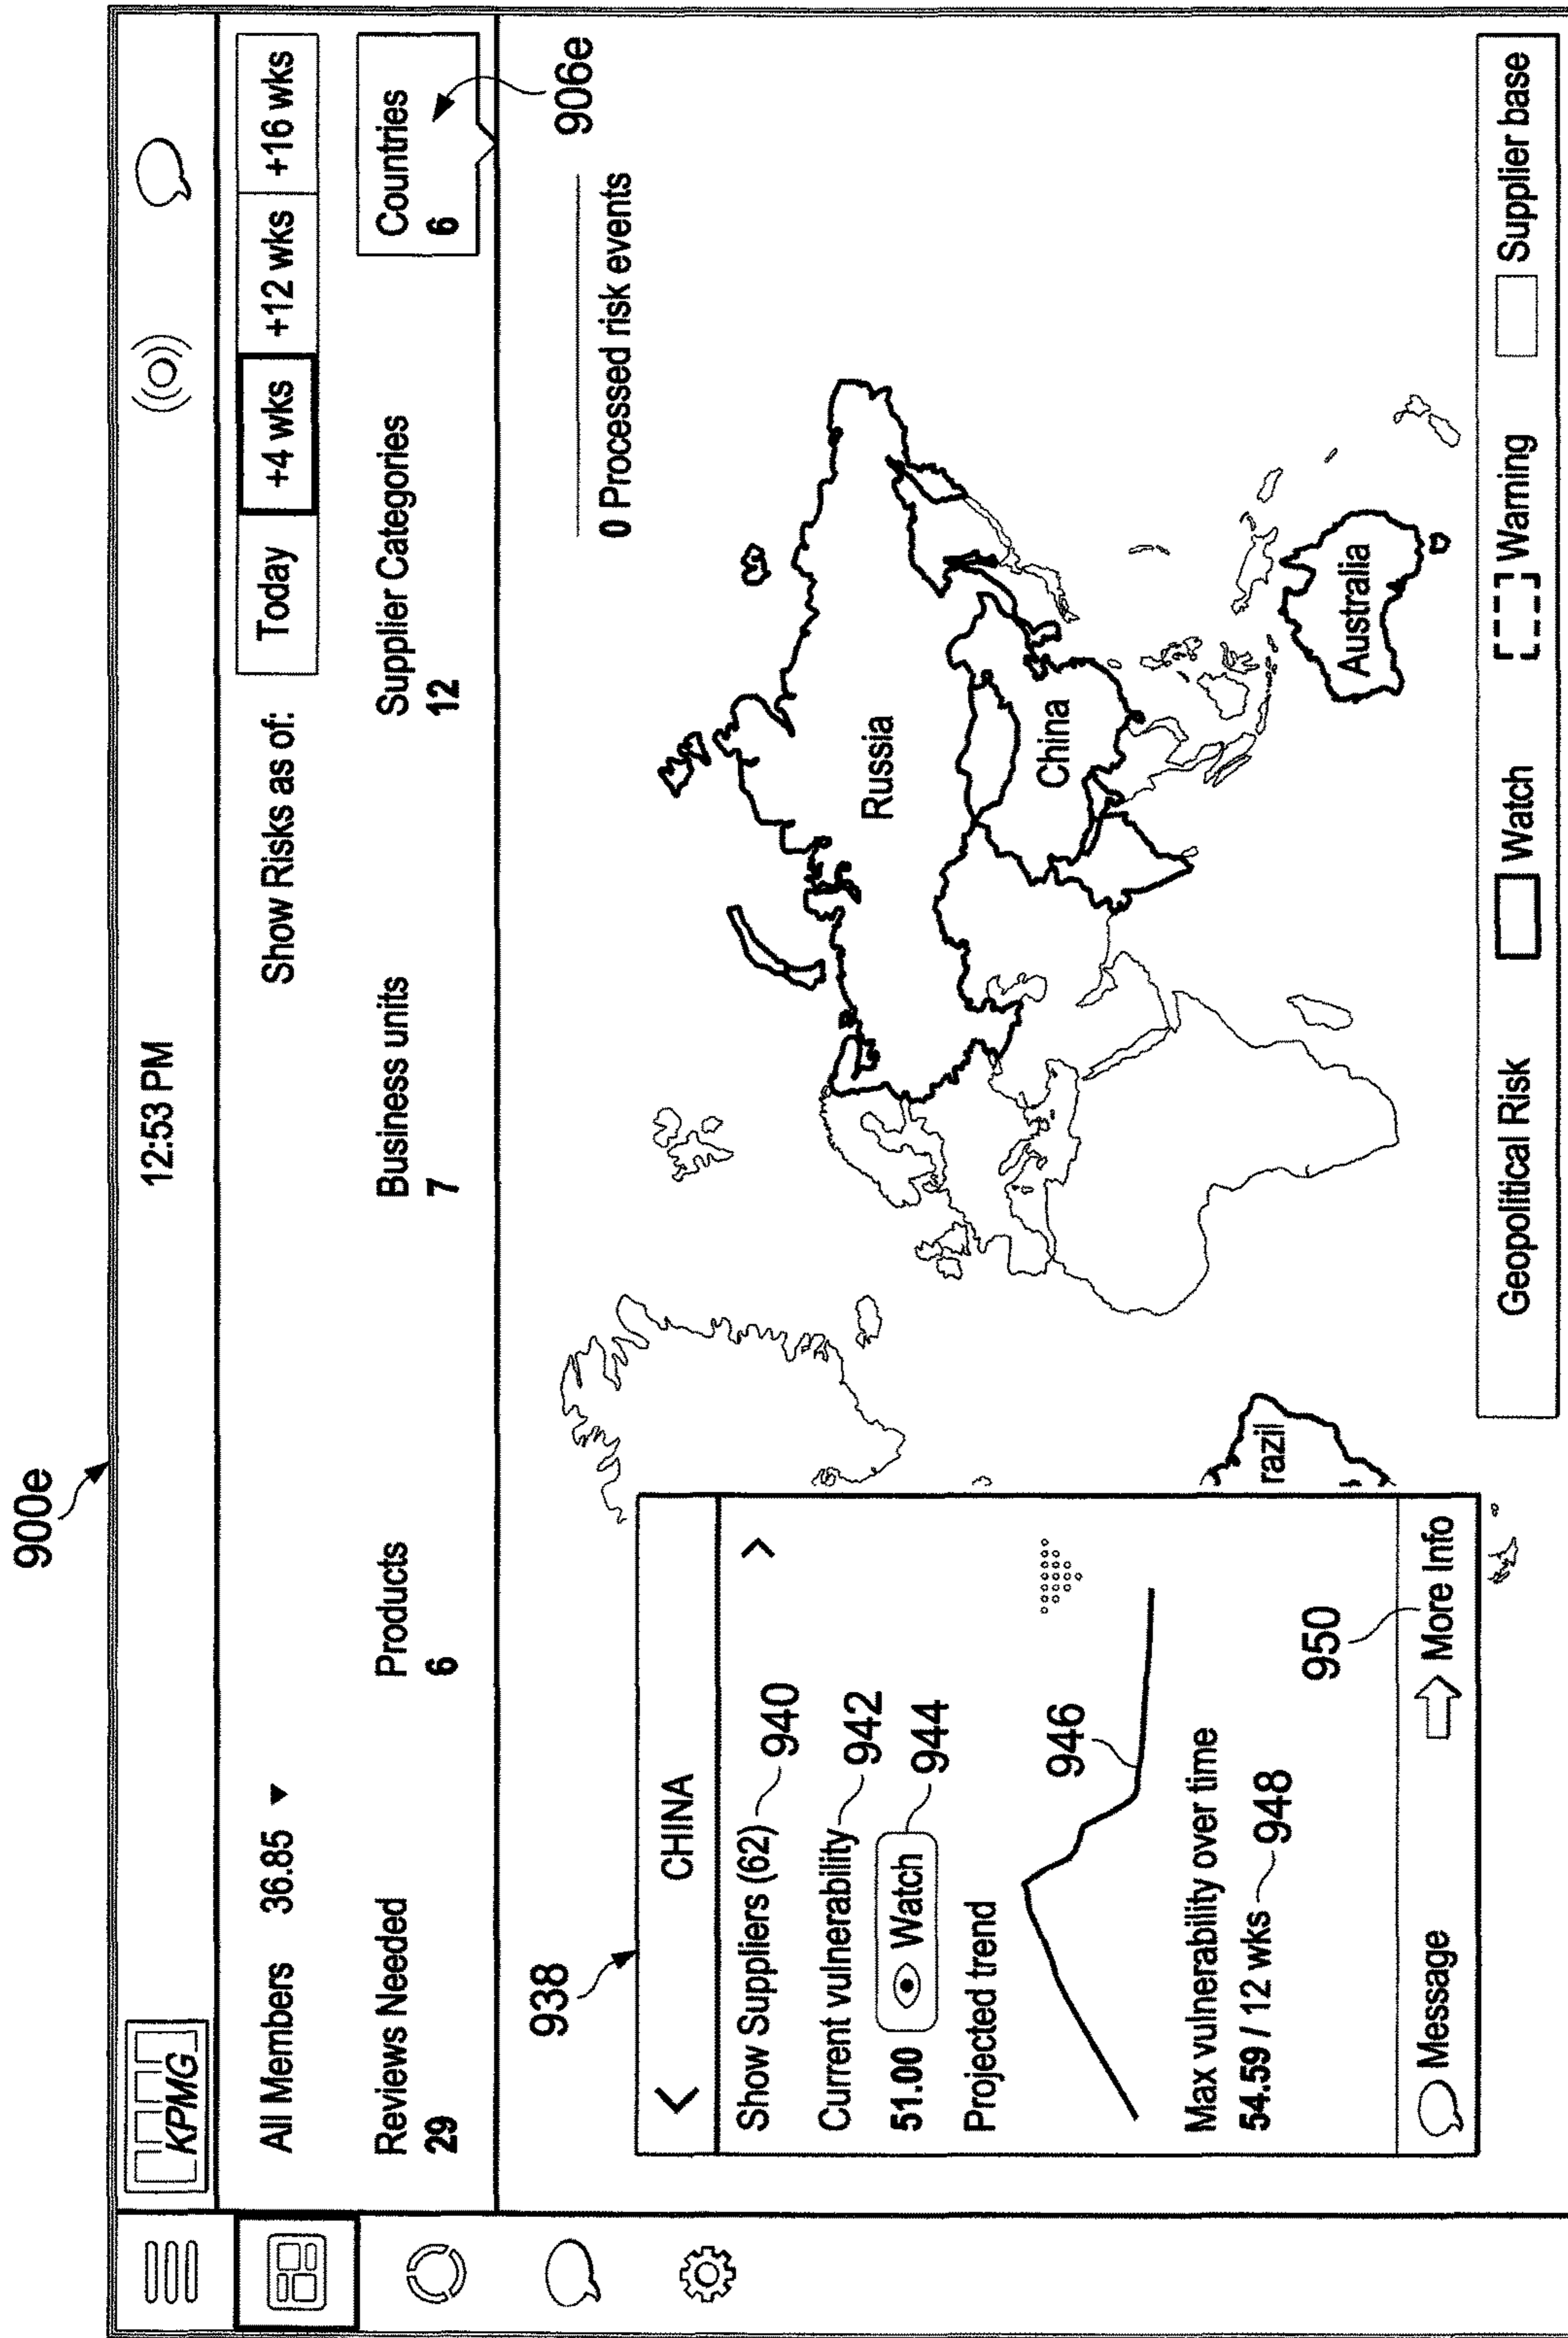 900e
KPMG
12:53 PM
All Members 36.85 ▼
Show Risks as of:
Today
+4 wks
+12 wks
+16 wks
Reviews Needed
29
Products
6
Business units
7
Supplier Categories
12
Countries
6
906e
0 Processed risk events
938
CHINA
Show Suppliers (62)
940
Current vulnerability
942
51.00
Watch
944
Projected trend
946
Max vulnerability over time
54.59 / 12 wks
948
950
Message
More Info
razil
Russia
China
Australia
Geopolitical Risk
Watch
Warning
Supplier base